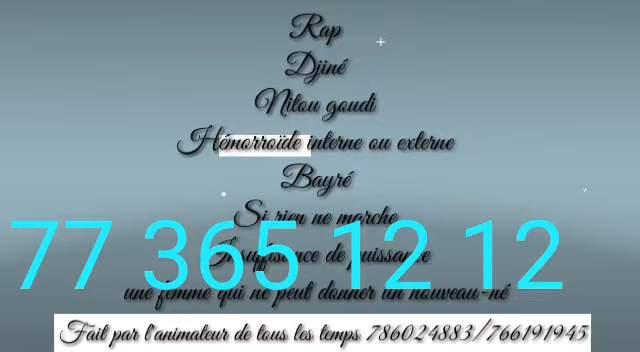 Rap
Djiné
Nitou goudi
Hémorroïde interne ou externe
Bayré
Si rien ne marche
77 365 12 12
Insuffisance de puissance
une femme qui ne peut donner un nouveau-né
Fait par l'animateur de tous les temps 786024883/766191945